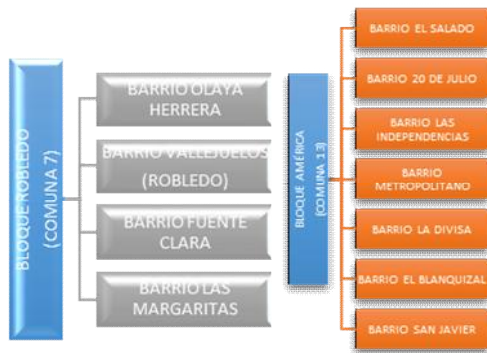 BLOQUE ROBLEDO
(COMUNA 7)
BARRIO OLAYA
HERRERA
BARRIO VALLEJUELOS
(ROBLEDO)
BARRIO FUENTE
CLARA
BARRIO LAS
MARGARITAS
BLOQUE AMÉRICA
(COMUNA 13)
BARRIO EL SALADO
BARRIO 20 DE JULIO
BARRIO LAS
INDEPENDENCIAS
BARRIO
METROPOLITANO
BARRIO LA DIVISA
BARRIO EL BLANQUIZAL
BARRIO SAN JAVIER